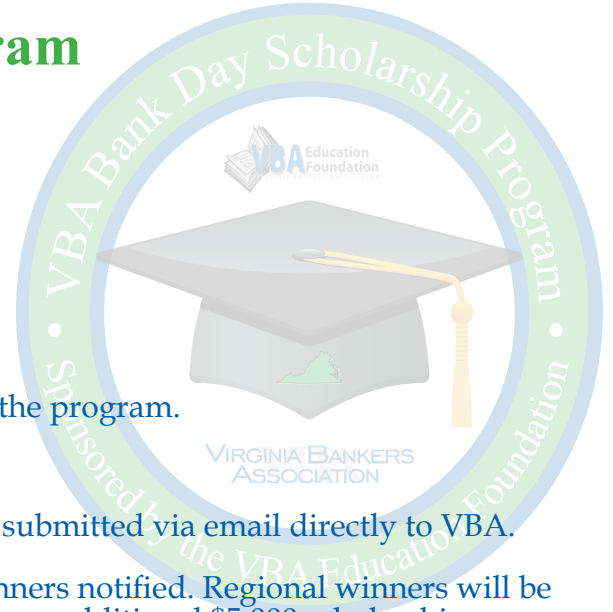 ram
VBA Bank Day Scholarship Program
VBA Education
Foundation
the program.
VIRGINIA BANKERS
ASSOCIATION
submitted via email directly to VBA.
Sponsored by the VBA Education Foundation
nners notified. Regional winners will be